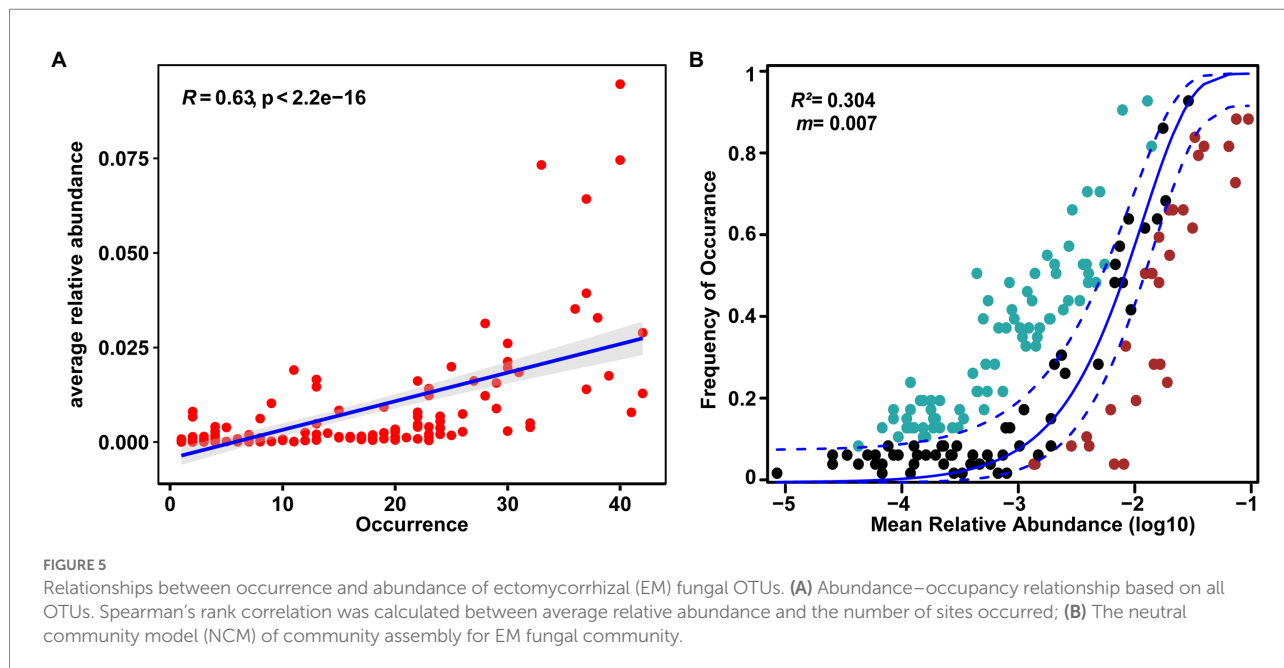 A
R = 0.63, p < 2.2e−16
average relative abundance
0.075
0.050
0.025
0.000
0 10 20 30 40
Occurrence
B
R²= 0.304
m= 0.007
Frequency of Occurance
1
0.8
0.6
0.4
0.2
0
−5 −4 −3 −2 −1
Mean Relative Abundance (log10)
FIGURE 5
Relationships between occurrence and abundance of ectomycorrhizal (EM) fungal OTUs. (A) Abundance–occupancy relationship based on all
OTUs. Spearman's rank correlation was calculated between average relative abundance and the number of sites occurred; (B) The neutral
community model (NCM) of community assembly for EM fungal community.